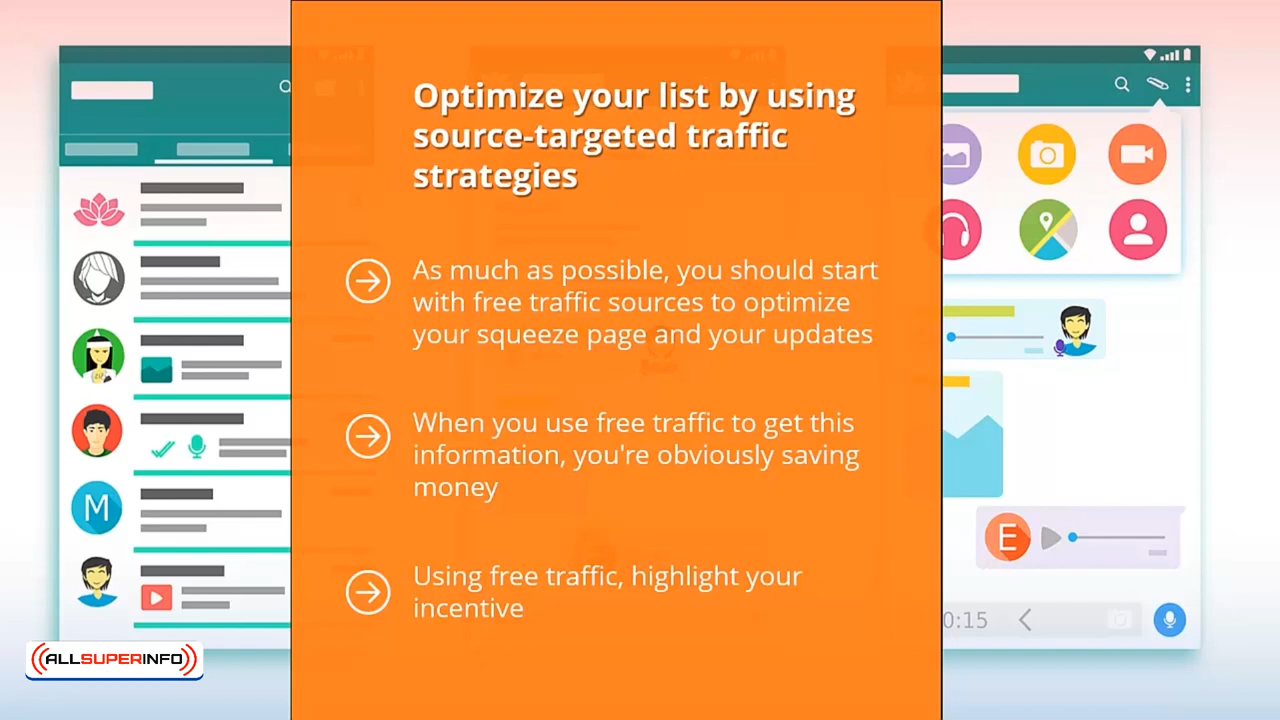 Optimize your list by using
source-targeted traffic
strategies
As much as possible, you should start
with free traffic sources to optimize
your squeeze page and your updates
When you use free traffic to get this
information, you're obviously saving
money
Using free traffic, highlight your
incentive
M
E
0:15
ALLSUPERINFO